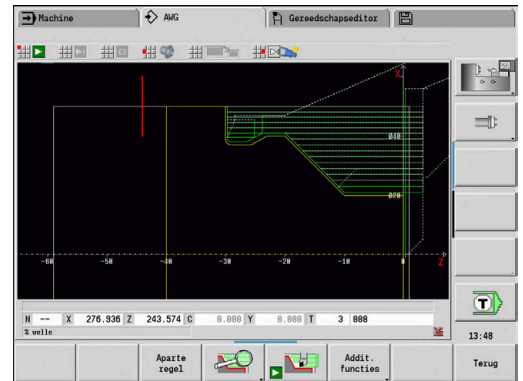 Machine AWG Gereedschapseditor
X
Ø40
Ø20
-60 -50 -40 -30 -20 -10 0 Z
N -- X 276.936 Z 243.574 C 0.000 Y 0.000 T 3 008
% welle
T
13:48
Aparte regel
Addit. functies
Terug